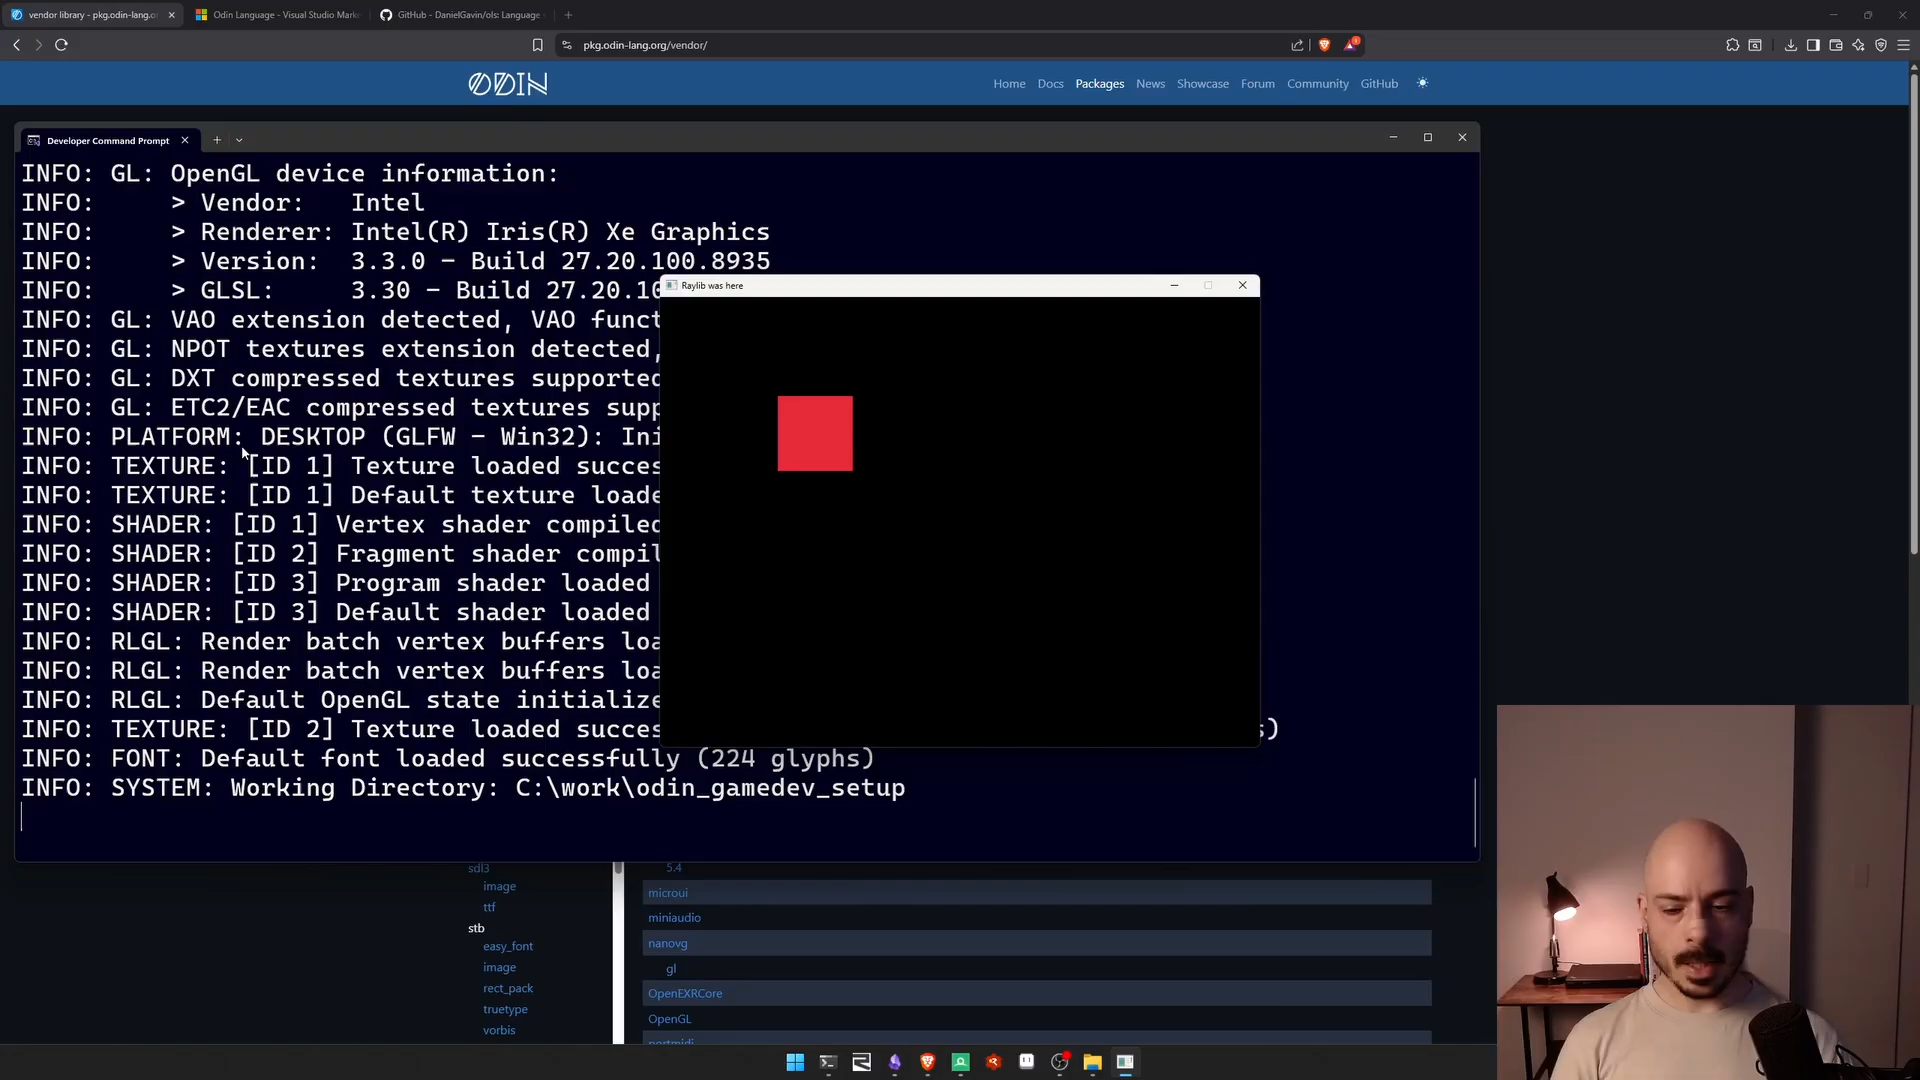 vendor library - pkg.odin-lang.o
Odin Language - Visual Studio Mark
GitHub - DanielGavin/ols: Language
pkg.odin-lang.org/vendor/
ODIN
Home Docs Packages News Showcase Forum Community GitHub
Developer Command Prompt
INFO: GL: OpenGL device information:
INFO:     > Vendor:   Intel
INFO:     > Renderer: Intel(R) Iris(R) Xe Graphics
INFO:     > Version:  3.3.0 - Build 27.20.100.8935
INFO:     > GLSL:     3.30 - Build 27.20.10
Raylib was here
INFO: GL: VAO extension detected, VAO funct
INFO: GL: NPOT textures extension detected,
INFO: GL: DXT compressed textures supported
INFO: GL: ETC2/EAC compressed textures supp
INFO: PLATFORM: DESKTOP (GLFW - Win32): Ini
INFO: TEXTURE: [ID 1] Texture loaded succes
INFO: TEXTURE: [ID 1] Default texture loade
INFO: SHADER: [ID 1] Vertex shader compiled
INFO: SHADER: [ID 2] Fragment shader compil
INFO: SHADER: [ID 3] Program shader loaded
INFO: SHADER: [ID 3] Default shader loaded
INFO: RLGL: Render batch vertex buffers loa
INFO: RLGL: Render batch vertex buffers loa
INFO: RLGL: Default OpenGL state initialize
INFO: TEXTURE: [ID 2] Texture loaded succes s)
INFO: FONT: Default font loaded successfully (224 glyphs)
INFO: SYSTEM: Working Directory: C:\work\odin_gamedev_setup
sdl3
image
ttf
stb
easy_font
image
rect_pack
truetype
vorbis
5.4
microui
miniaudio
nanovg
gl
OpenEXRCore
OpenGL
portmidi